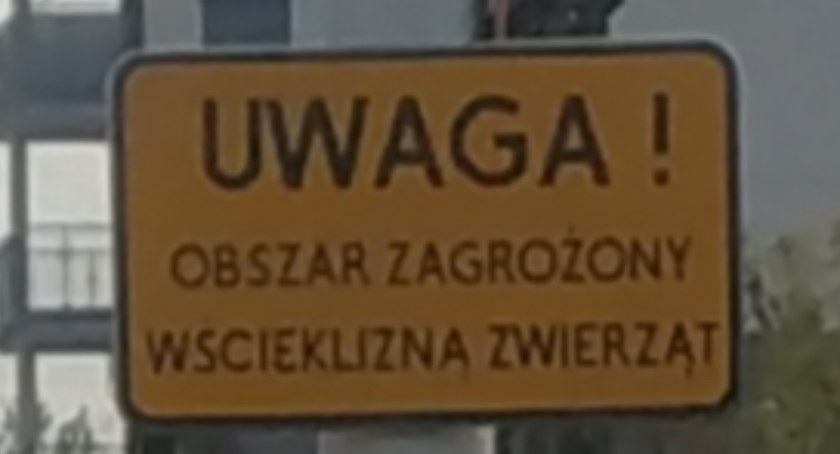 UWAGA !
OBSZAR ZAGROŻONY
WŚCIEKLIZNĄ ZWIERZĄT